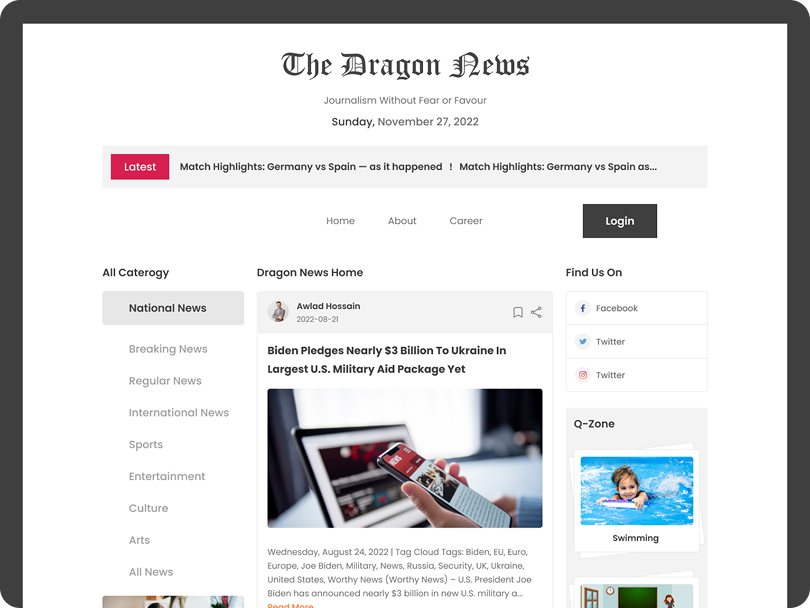 The Dragon News
Journalism Without Fear or Favour
Sunday, November 27, 2022
Latest
Match Highlights: Germany vs Spain — as it happened ! Match Highlights: Germany vs Spain as...
Home About Career
Login
All Caterogy
National News
Breaking News
Regular News
International News
Sports
Entertainment
Culture
Arts
All News
Dragon News Home
Awlad Hossain
2022-08-21
Biden Pledges Nearly $3 Billion To Ukraine In
Largest U.S. Military Aid Package Yet
Wednesday, August 24, 2022 | Tag Cloud Tags: Biden, EU, Euro,
Europe, Joe Biden, Military, News, Russia, Security, UK, Ukraine,
United States, Worthy News (Worthy News) – U.S. President Joe
Biden has announced nearly $3 billion in new U.S. military a...
Read More
Find Us On
Facebook
Twitter
Twitter
Q-Zone
Swimming